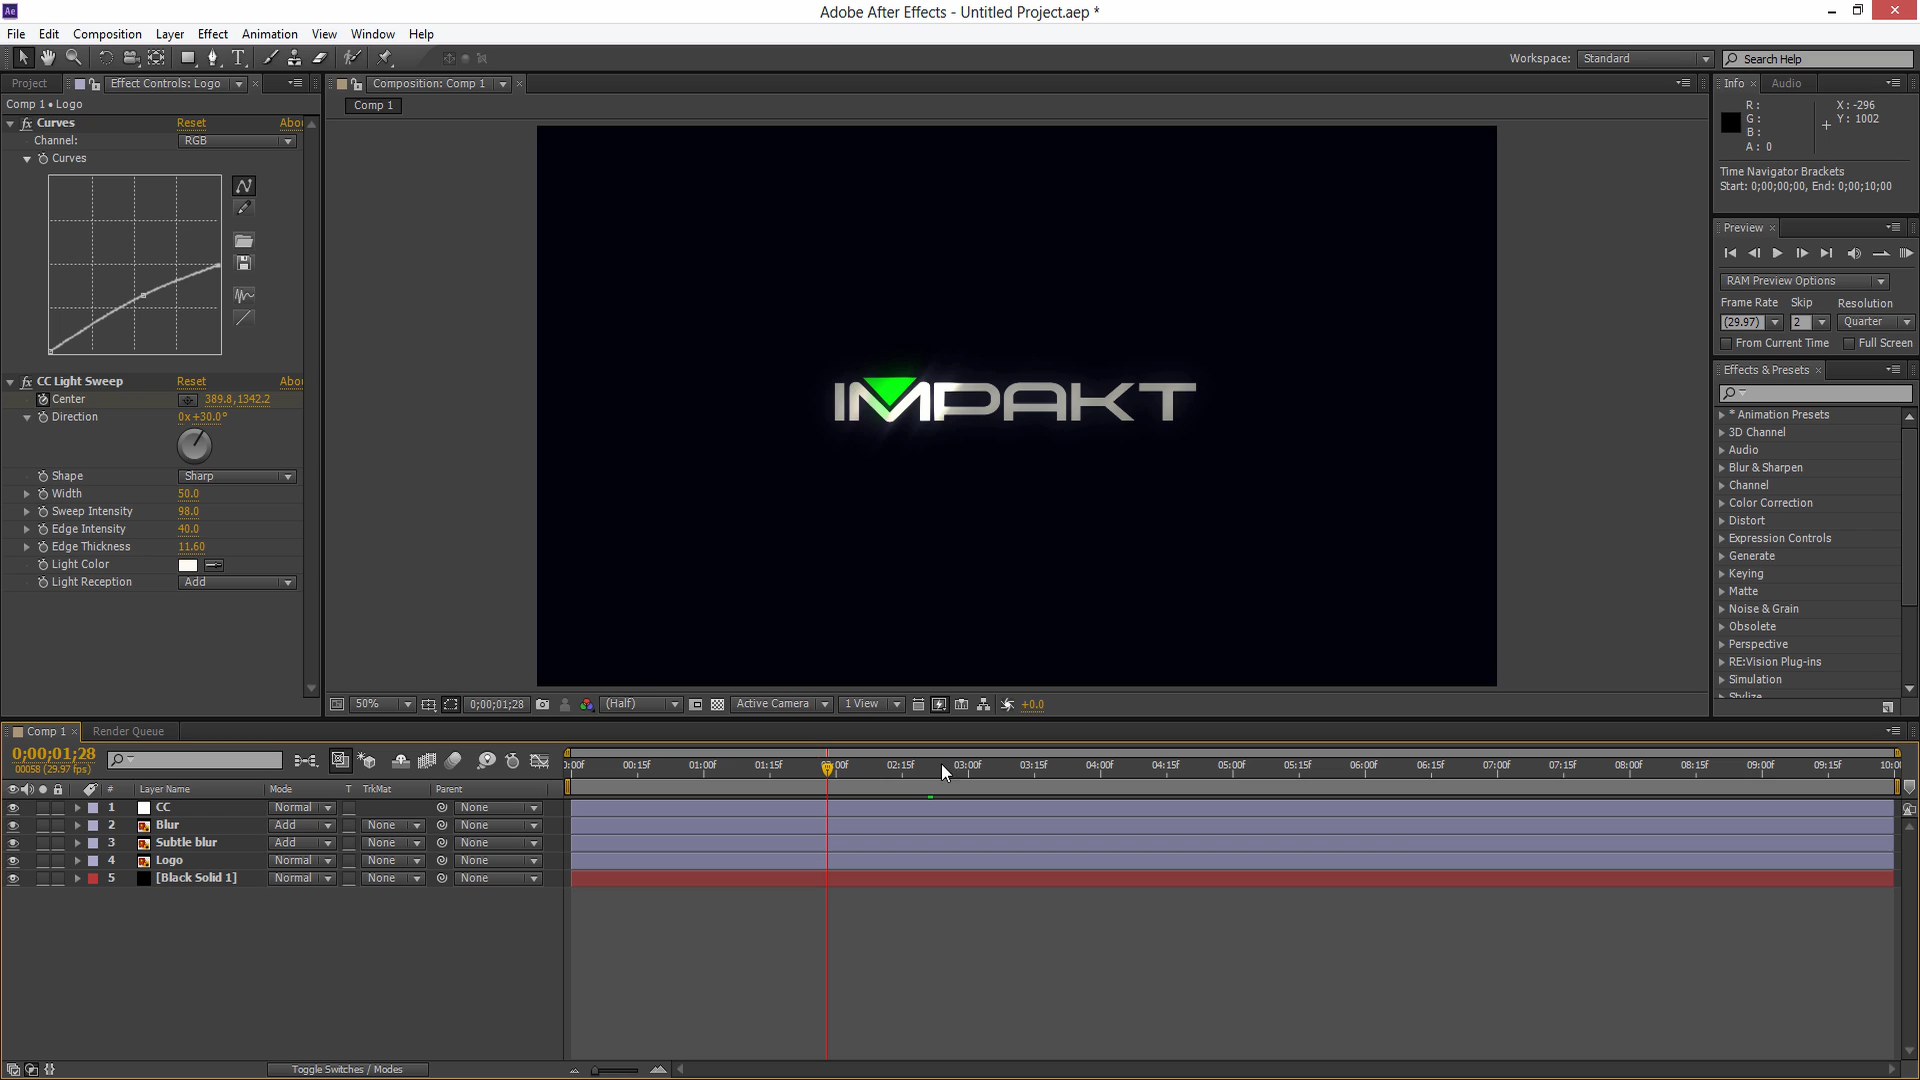 Ae
Adobe After Effects - Untitled Project.aep *
File Edit Composition Layer Effect Animation View Window Help
Workspace: Standard Search Help
Project Effect Controls: Logo Composition: Comp 1 Info Audio
Comp 1 • Logo
Comp 1
fx Curves Reset Abou
Channel: RGB
Curves
R:
G:
B:
A: 0
X: -296
Y: 1002
Time Navigator Brackets
Start: 0;00;00;00, End: 0;00;10;00
Preview
RAM Preview Options
Frame Rate Skip Resolution
(29.97) 2 Quarter
From Current Time Full Screen
Effects & Presets
* Animation Presets
3D Channel
Audio
Blur & Sharpen
Channel
Color Correction
Distort
Expression Controls
Generate
Keying
Matte
Noise & Grain
Obsolete
Perspective
RE:Vision Plug-ins
Simulation
Stylize
IMPAKT
fx CC Light Sweep Reset Abou
Center 389.8,1342.2
Direction 0x+30.0°
Shape Sharp
Width 50.0
Sweep Intensity 98.0
Edge Intensity 40.0
Edge Thickness 11.60
Light Color
Light Reception Add
50% 0;00;01;28 (Half) Active Camera 1 View +0.0
Comp 1 Render Queue
0;00;01;28
00058 (29.97 fps)
00:15f 01:00f 01:15f 02:15f 03:00f 03:15f 04:00f 04:15f 05:00f 05:15f 06:00f 06:15f 07:00f 07:15f 08:00f 08:15f 09:00f 09:15f 10:0
# Layer Name Mode T TrkMat Parent
1 CC Normal None
2 Blur Add None None
3 Subtle blur Add None None
4 Logo Normal None None
5 [Black Solid 1] Normal None None
Toggle Switches / Modes